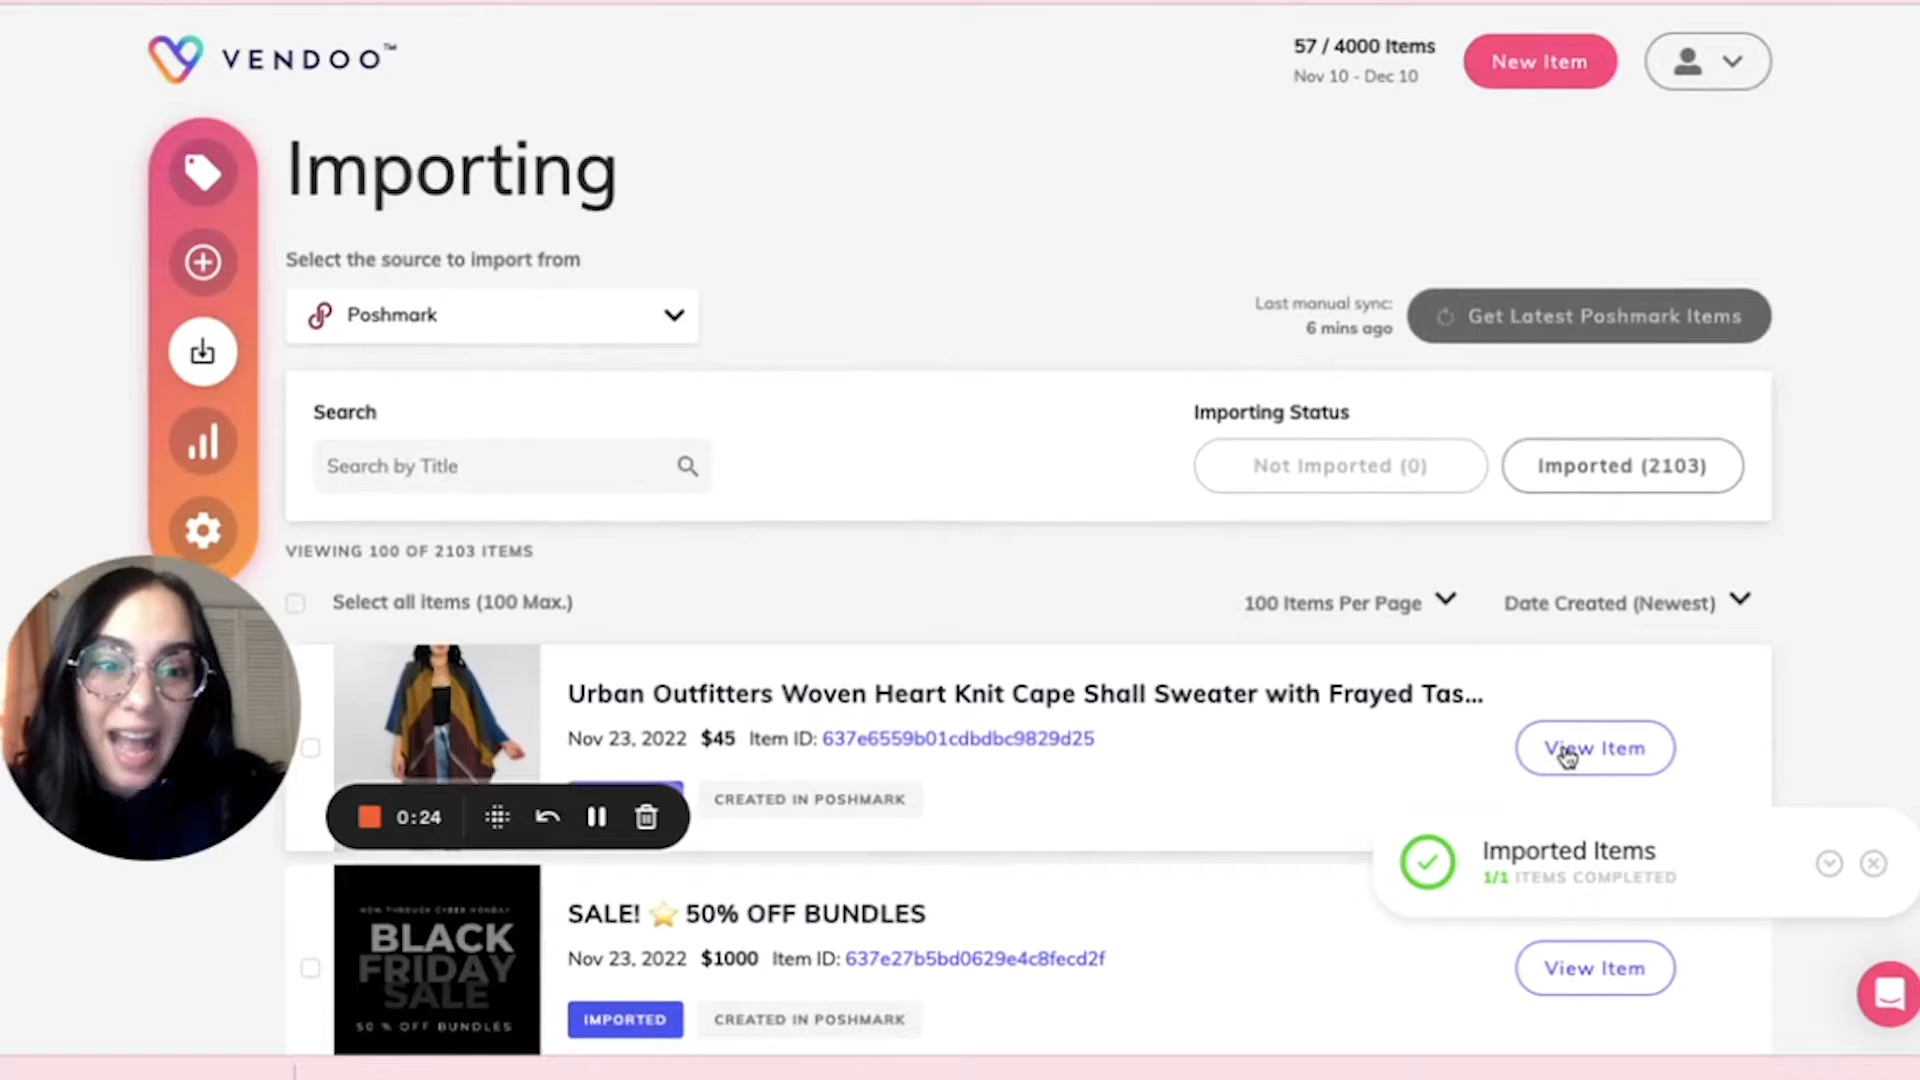 VENDOO™
57 / 4000 Items
Nov 10 - Dec 10
New Item
Importing
Select the source to import from
Poshmark
Last manual sync:
6 mins ago
Get Latest Poshmark Items
Search
Importing Status
Search by Title
Not Imported (0)
Imported (2103)
VIEWING 100 OF 2103 ITEMS
Select all items (100 Max.)
100 Items Per Page
Date Created (Newest)
Urban Outfitters Woven Heart Knit Cape Shall Sweater with Frayed Tas...
Nov 23, 2022 $45 Item ID: 637e6559b01cdbdbc9829d25
View Item
CREATED IN POSHMARK
0:24
Imported Items
1/1 ITEMS COMPLETED
NOW THROUGH CYBER MONDAY
BLACK
FRIDAY
SALE
50 % OFF BUNDLES
SALE! ⭐ 50% OFF BUNDLES
Nov 23, 2022 $1000 Item ID: 637e27b5bd0629e4c8fecd2f
View Item
IMPORTED
CREATED IN POSHMARK